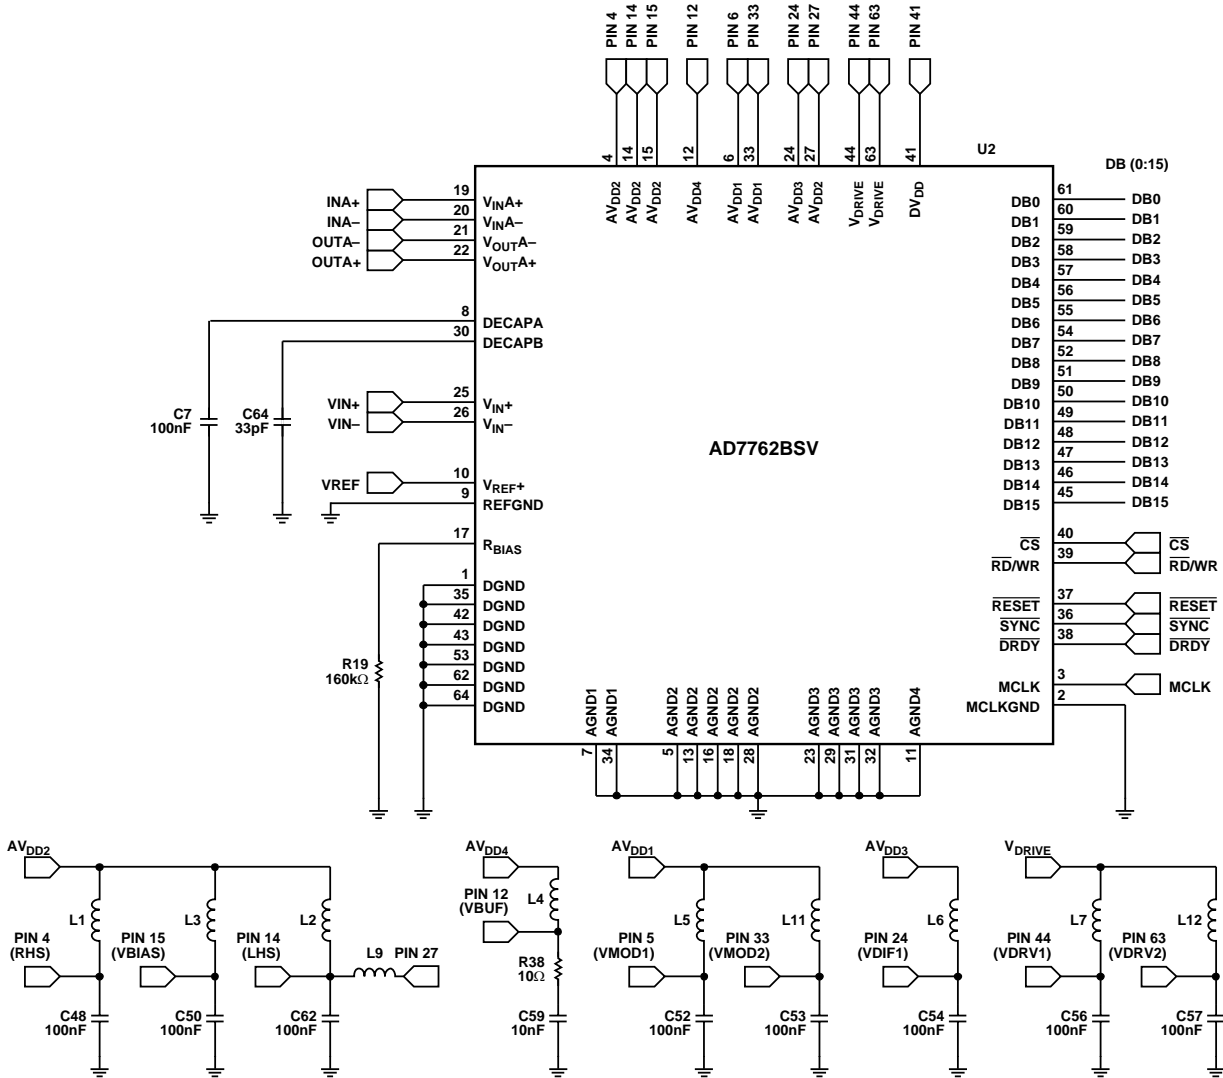 PIN 4
PIN 14
PIN 15
PIN 12
PIN 6
PIN 33
PIN 24
PIN 27
PIN 44
PIN 63
PIN 41
4
14
15
12
6
33
24
27
44
63
41
U2
DB (0:15)
AVDD2
AVDD2
AVDD2
AVDD4
AVDD1
AVDD1
AVDD3
AVDD2
VDRIVE
VDRIVE
DVDD
INA+ 19 VINA+
INA– 20 VINA–
OUTA– 21 VOUTA–
OUTA+ 22 VOUTA+
8 DECAPA
30 DECAPB
C7
100nF
C64
33pF
VIN+ 25 VIN+
VIN– 26 VIN–
VREF 10 VREF+
9 REFGND
17 RBIAS
1 DGND
35 DGND
42 DGND
43 DGND
53 DGND
62 DGND
64 DGND
R19
160kΩ
AD7762BSV
DB0 61 DB0
DB1 60 DB1
DB2 59 DB2
DB3 58 DB3
DB4 57 DB4
DB5 56 DB5
DB6 55 DB6
DB7 54 DB7
DB8 52 DB8
DB9 51 DB9
DB10 50 DB10
DB11 49 DB11
DB12 48 DB12
DB13 47 DB13
DB14 46 DB14
DB15 45 DB15
CS 40 CS
RD/WR 39 RD/WR
RESET 37 RESET
SYNC 36 SYNC
DRDY 38 DRDY
MCLK 3 MCLK
MCLKGND 2
AGND1
AGND1
AGND2
AGND2
AGND2
AGND2
AGND2
AGND3
AGND3
AGND3
AGND3
AGND4
7
34
5
13
16
18
28
23
29
31
32
11
AVDD2
L1
L3
L2
PIN 4
(RHS)
PIN 15
(VBIAS)
PIN 14
(LHS)
L9
PIN 27
C48
100nF
C50
100nF
C62
100nF
AVDD4
L4
PIN 12
(VBUF)
R38
10Ω
C59
10nF
AVDD1
L5
L11
PIN 5
(VMOD1)
PIN 33
(VMOD2)
C52
100nF
C53
100nF
AVDD3
L6
PIN 24
(VDIF1)
C54
100nF
VDRIVE
L7
L12
PIN 44
(VDRV1)
PIN 63
(VDRV2)
C56
100nF
C57
100nF